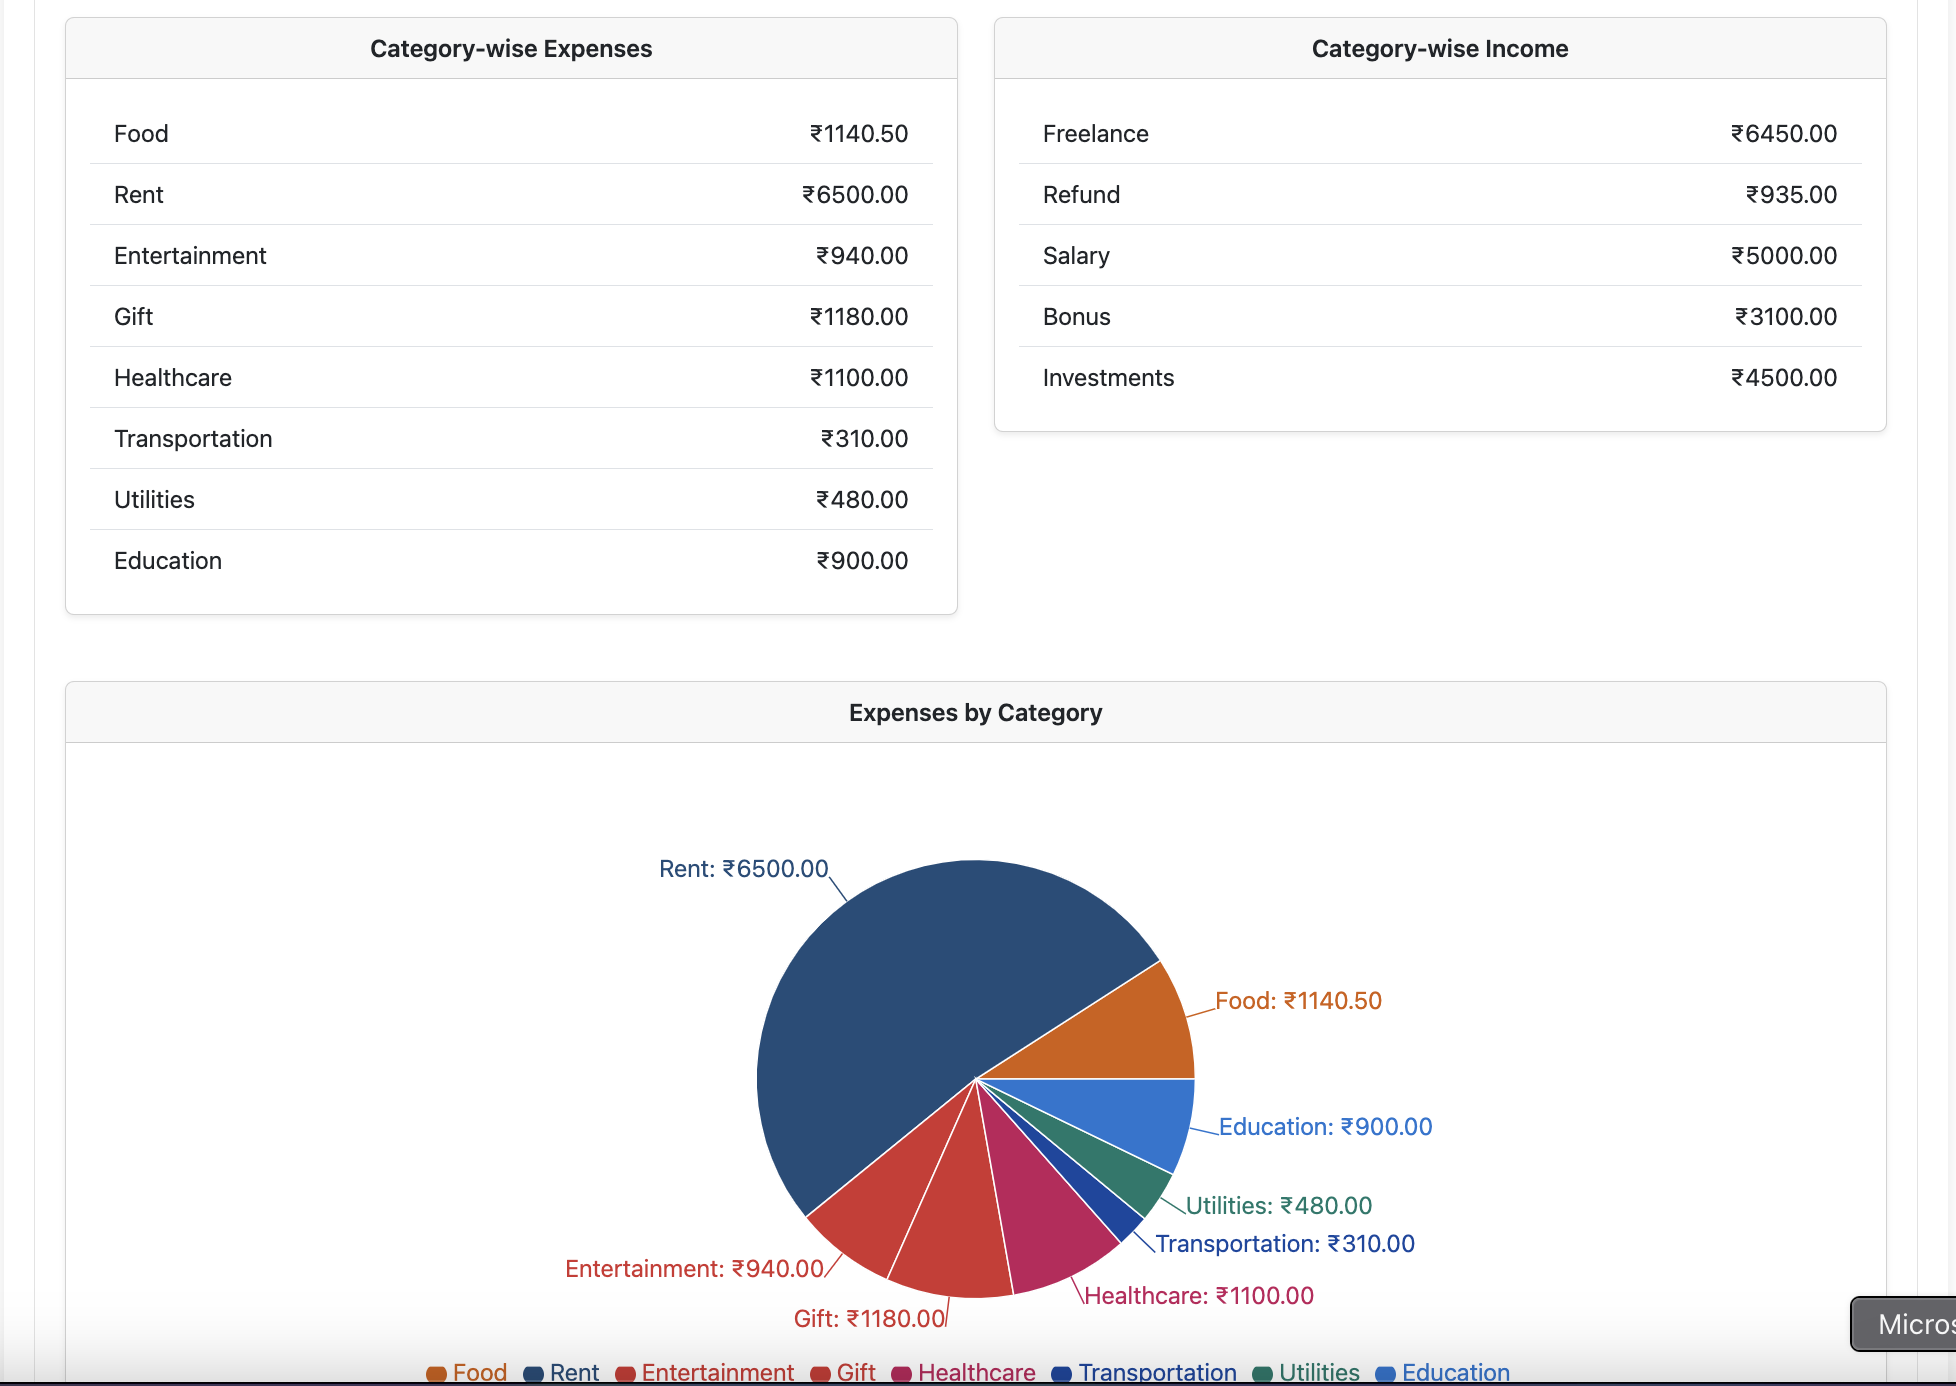 Category-wise Expenses
Food ₹1140.50
Rent ₹6500.00
Entertainment ₹940.00
Gift ₹1180.00
Healthcare ₹1100.00
Transportation ₹310.00
Utilities ₹480.00
Education ₹900.00
Category-wise Income
Freelance ₹6450.00
Refund ₹935.00
Salary ₹5000.00
Bonus ₹3100.00
Investments ₹4500.00
Expenses by Category
Rent: ₹6500.00
Food: ₹1140.50
Education: ₹900.00
Utilities: ₹480.00
Transportation: ₹310.00
Entertainment: ₹940.00
Healthcare: ₹1100.00
Gift: ₹1180.00
Food Rent Entertainment Gift Healthcare Transportation Utilities Education